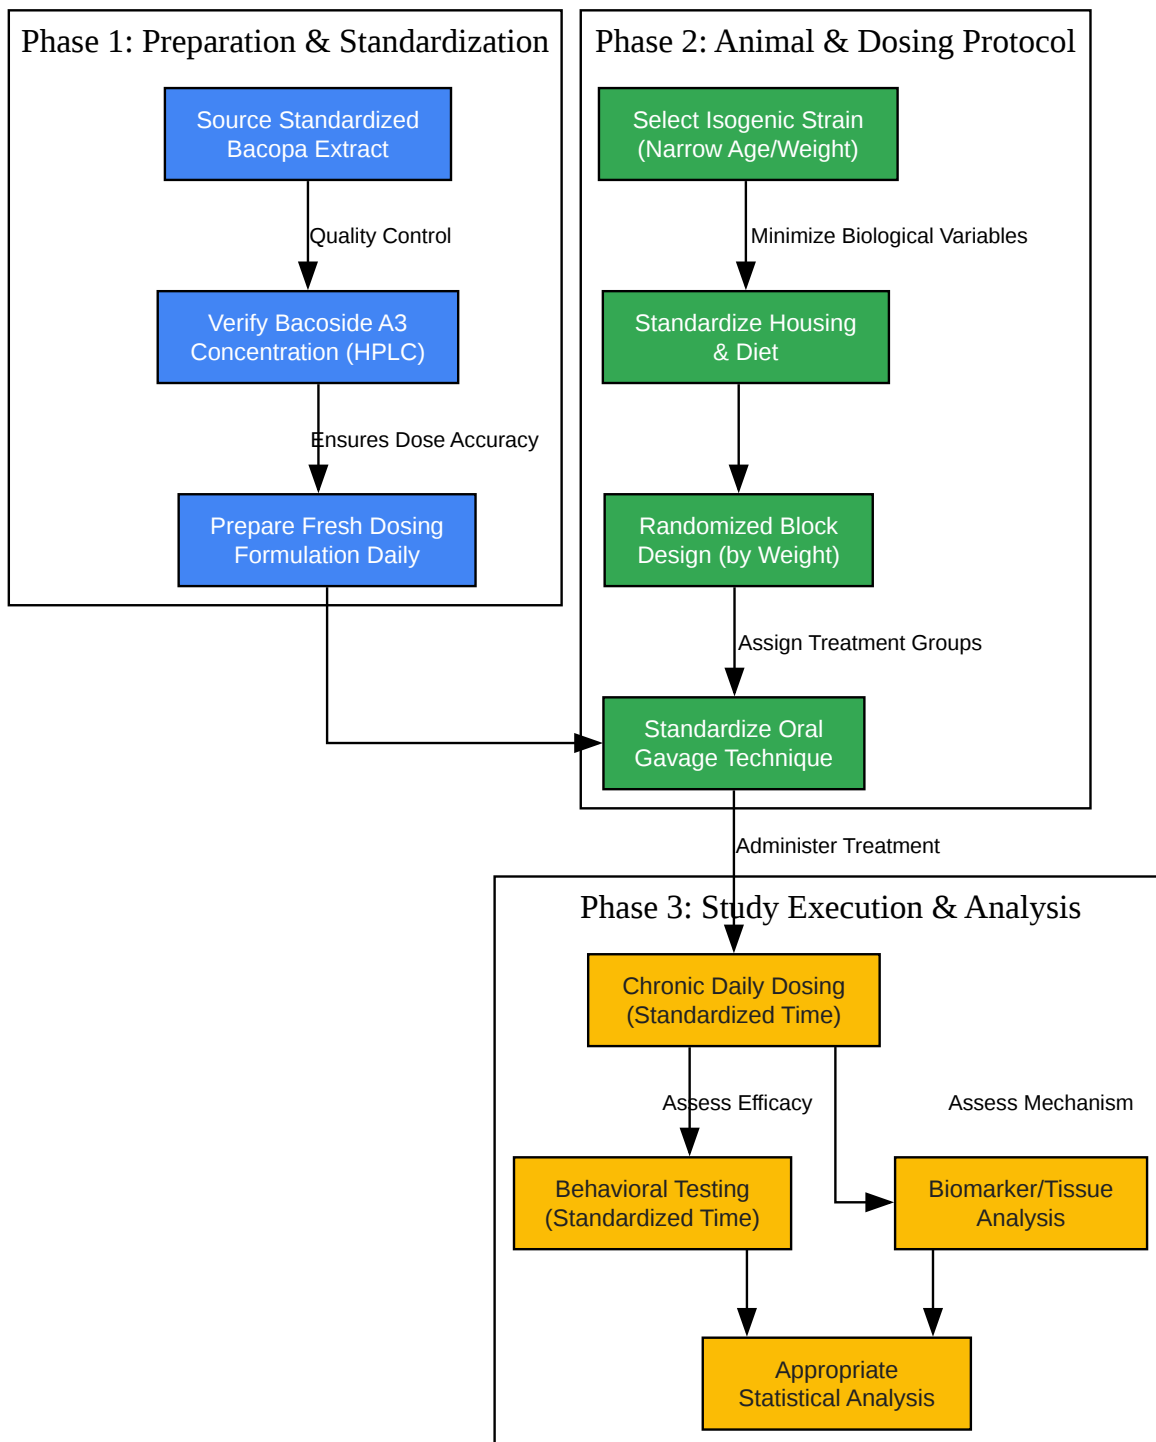 Phase 1: Preparation & Standardization
Source Standardized
Bacopa Extract
Quality Control
Verify Bacoside A3
Concentration (HPLC)
Ensures Dose Accuracy
Prepare Fresh Dosing
Formulation Daily
Phase 2: Animal & Dosing Protocol
Select Isogenic Strain
(Narrow Age/Weight)
Minimize Biological Variables
Standardize Housing
& Diet
Randomized Block
Design (by Weight)
Assign Treatment Groups
Standardize Oral
Gavage Technique
Administer Treatment
Phase 3: Study Execution & Analysis
Chronic Daily Dosing
(Standardized Time)
Assess Efficacy
Assess Mechanism
Behavioral Testing
(Standardized Time)
Biomarker/Tissue
Analysis
Appropriate
Statistical Analysis